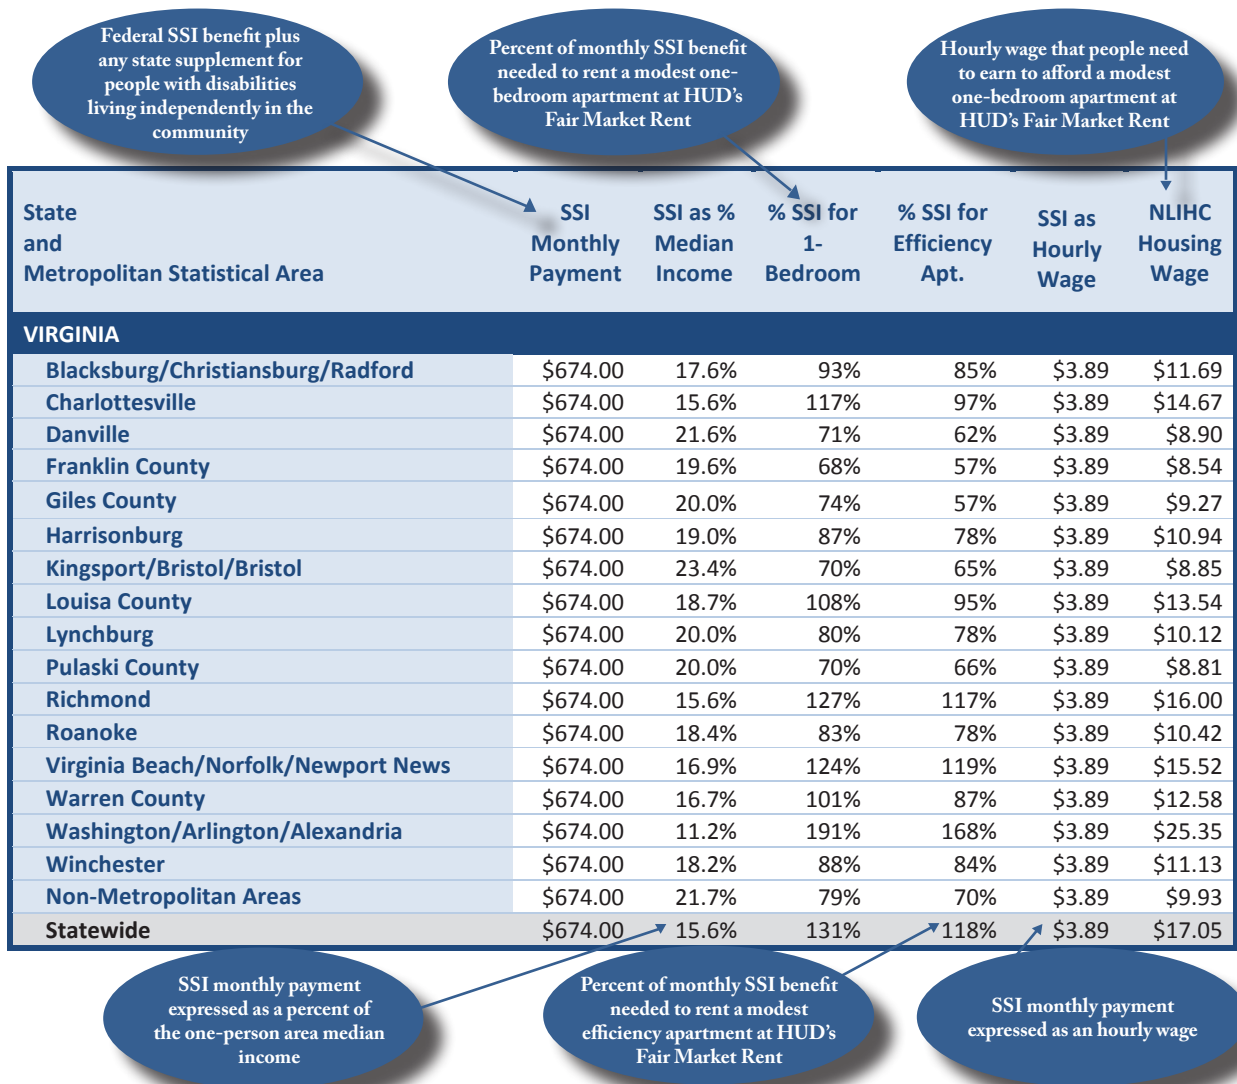 Federal SSI benefit plus
any state supplement for
people with disabilities
living independently in the
community
Percent of monthly SSI benefit
needed to rent a modest one-
bedroom apartment at HUD's
Fair Market Rent
Hourly wage that people need
to earn to afford a modest
one-bedroom apartment at
HUD's Fair Market Rent
State
and
Metropolitan Statistical Area
SSI
Monthly
Payment
SSI as %
Median
Income
% SSI for
1-
Bedroom
% SSI for
Efficiency
Apt.
SSI as
Hourly
Wage
NLIHC
Housing
Wage
VIRGINIA
Blacksburg/Christiansburg/Radford $674.00 17.6% 93% 85% $3.89 $11.69
Charlottesville $674.00 15.6% 117% 97% $3.89 $14.67
Danville $674.00 21.6% 71% 62% $3.89 $8.90
Franklin County $674.00 19.6% 68% 57% $3.89 $8.54
Giles County $674.00 20.0% 74% 57% $3.89 $9.27
Harrisonburg $674.00 19.0% 87% 78% $3.89 $10.94
Kingsport/Bristol/Bristol $674.00 23.4% 70% 65% $3.89 $8.85
Louisa County $674.00 18.7% 108% 95% $3.89 $13.54
Lynchburg $674.00 20.0% 80% 78% $3.89 $10.12
Pulaski County $674.00 20.0% 70% 66% $3.89 $8.81
Richmond $674.00 15.6% 127% 117% $3.89 $16.00
Roanoke $674.00 18.4% 83% 78% $3.89 $10.42
Virginia Beach/Norfolk/Newport News $674.00 16.9% 124% 119% $3.89 $15.52
Warren County $674.00 16.7% 101% 87% $3.89 $12.58
Washington/Arlington/Alexandria $674.00 11.2% 191% 168% $3.89 $25.35
Winchester $674.00 18.2% 88% 84% $3.89 $11.13
Non-Metropolitan Areas $674.00 21.7% 79% 70% $3.89 $9.93
Statewide $674.00 15.6% 131% 118% $3.89 $17.05
SSI monthly payment
expressed as a percent of
the one-person area median
income
Percent of monthly SSI benefit
needed to rent a modest
efficiency apartment at HUD's
Fair Market Rent
SSI monthly payment
expressed as an hourly wage